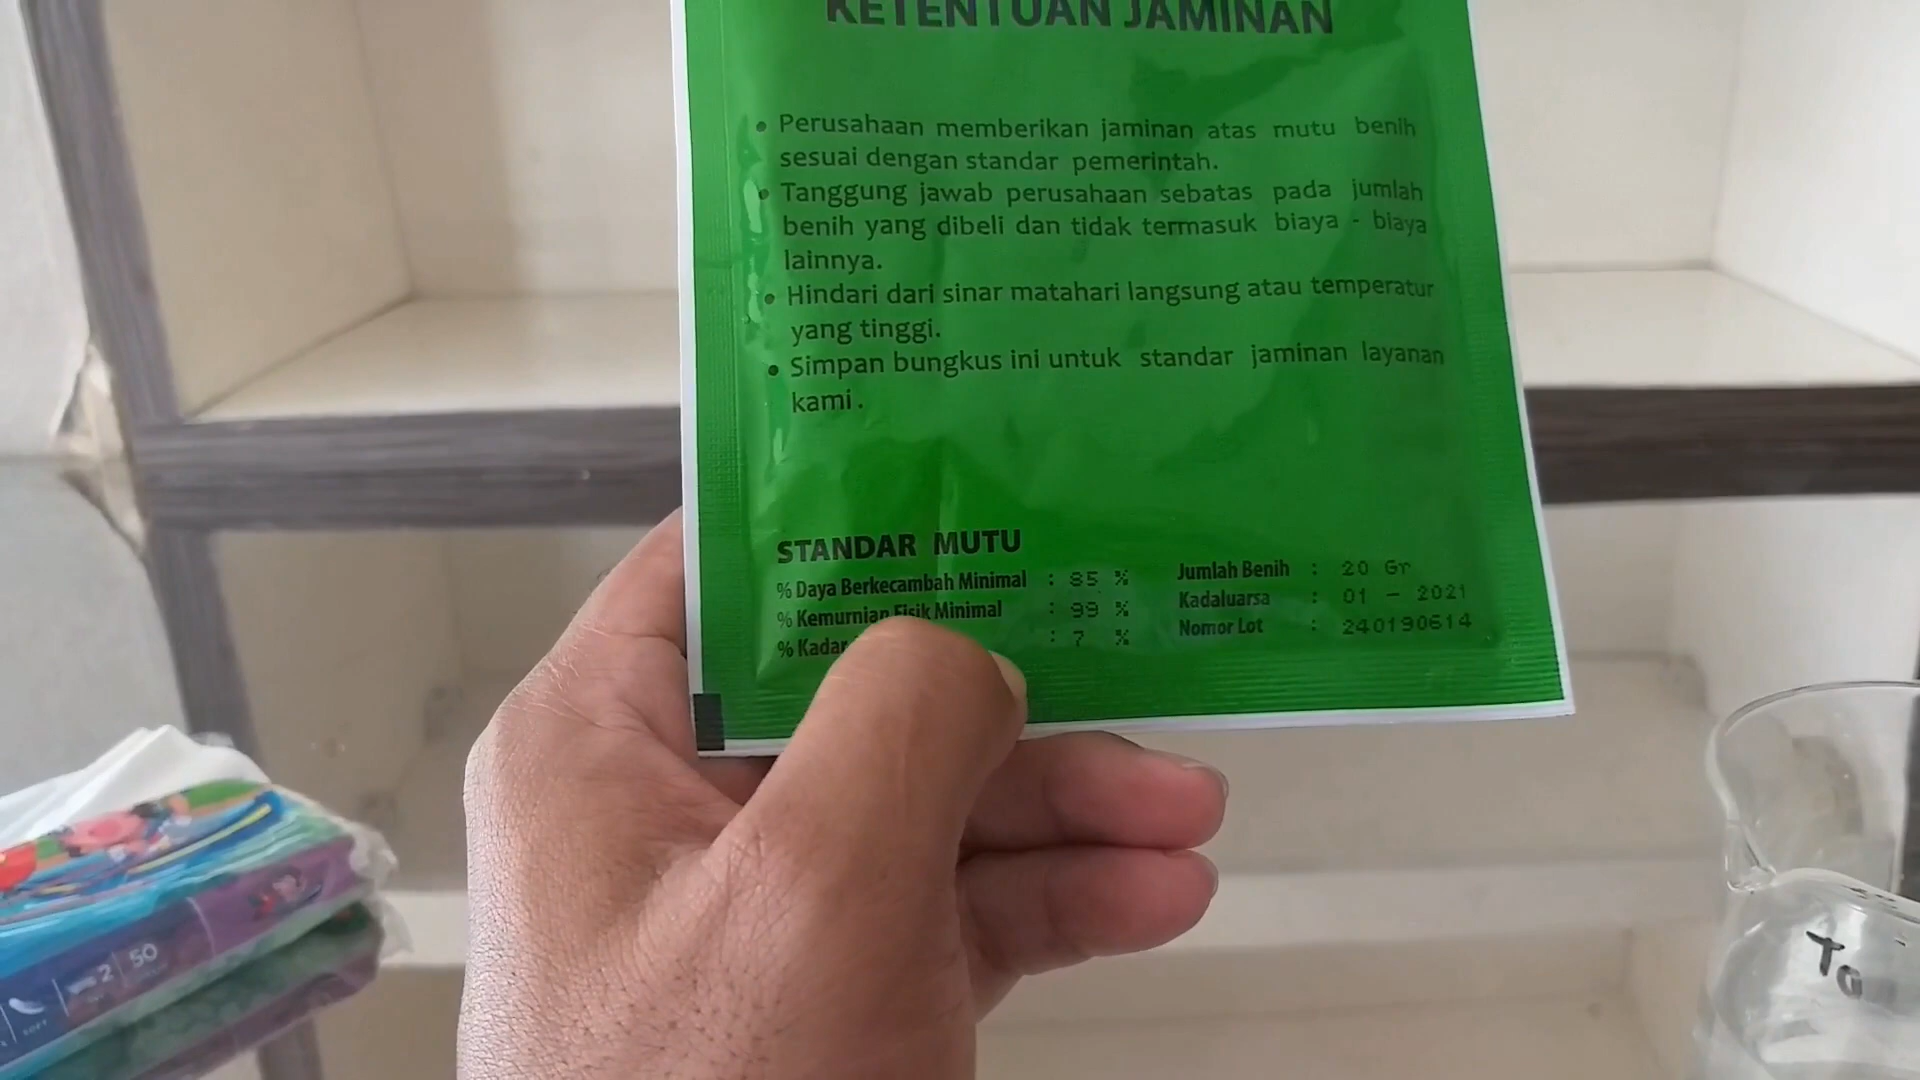 KETENTUAN JAMINAN
• Perusahaan memberikan jaminan atas mutu benih
sesuai dengan standar pemerintah.
• Tanggung jawab perusahaan sebatas pada jumlah
benih yang dibeli dan tidak termasuk biaya - biaya
lainnya.
• Hindari dari sinar matahari langsung atau temperatur
yang tinggi.
• Simpan bungkus ini untuk standar jaminan layanan
kami.
STANDAR MUTU
% Daya Berkecambah Minimal : 85 %
% Kemurnian Fisik Minimal : 99 %
% Kadar : 7 %
Jumlah Benih : 20 Gr
Kadaluarsa : 01 - 2021
Nomor Lot : 240190614
2 50